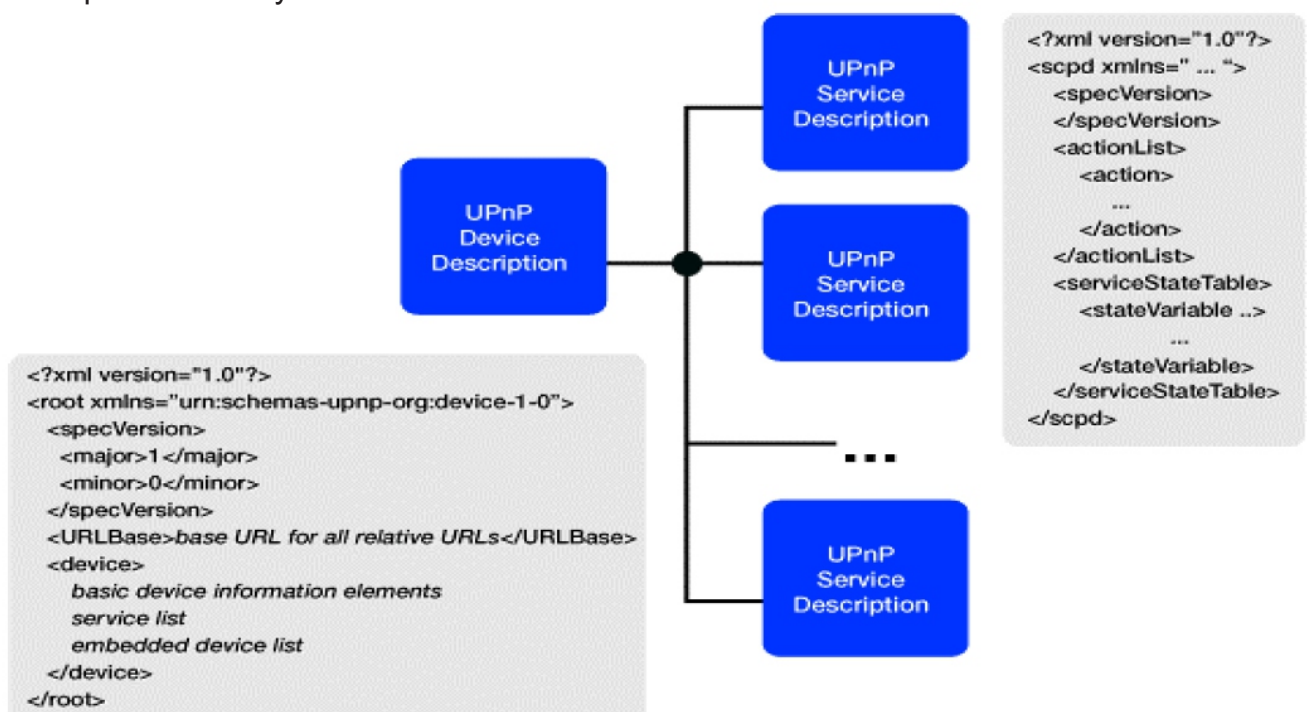 UPnP
Device
Description
UPnP
Service
Description
UPnP
Service
Description
...
UPnP
Service
Description
<?xml version="1.0"?>
<scpd xmlns=" ... “>
<specVersion>
</specVersion>
<actionList>
<action>
...
</action>
</actionList>
<serviceStateTable>
<stateVariable ..>
...
</stateVariable>
</serviceStateTable>
</scpd>
<?xml version="1.0"?>
<root xmlns="urn:schemas-upnp-org:device-1-0”>
<specVersion>
<major>1</major>
<minor>0</minor>
</specVersion>
<URLBase>base URL for all relative URLs</URLBase>
<device>
basic device information elements
service list
embedded device list
</device>
</root>